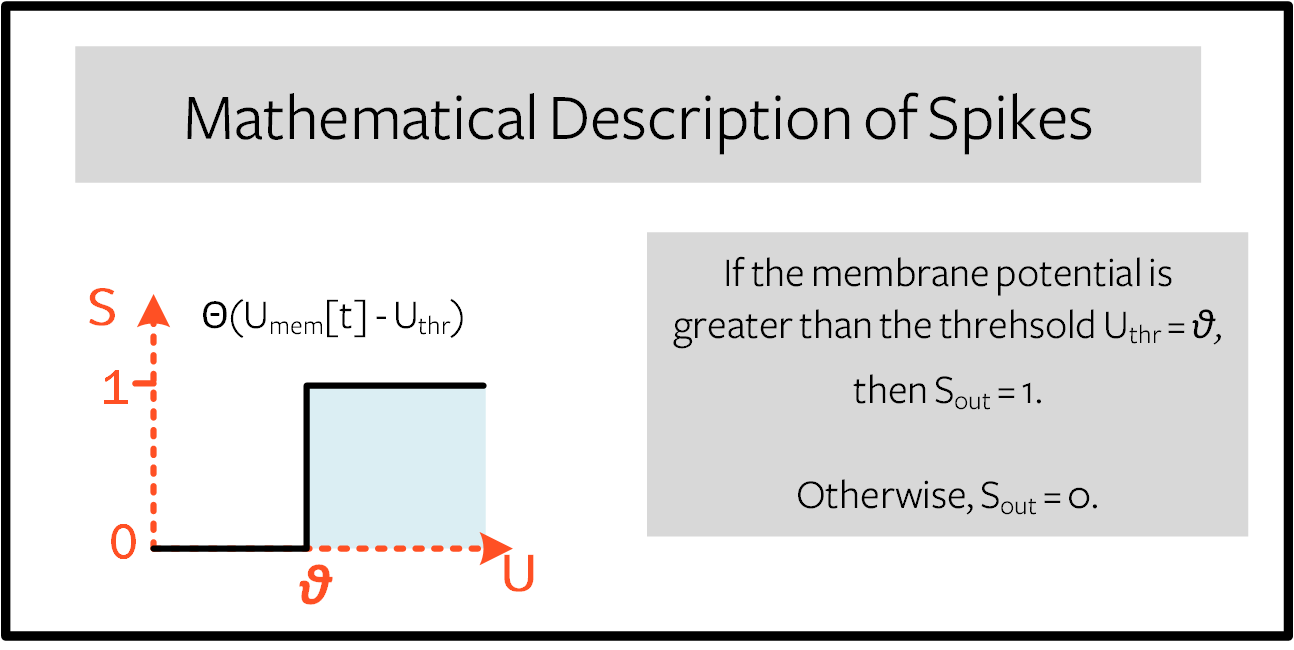 Mathematical Description of Spikes
S
Θ(Umem[t] - Uthr)
1
0
ϑ
U
If the membrane potential is
greater than the threhsold Uthr = ϑ,
then Sout = 1.
Otherwise, Sout = 0.